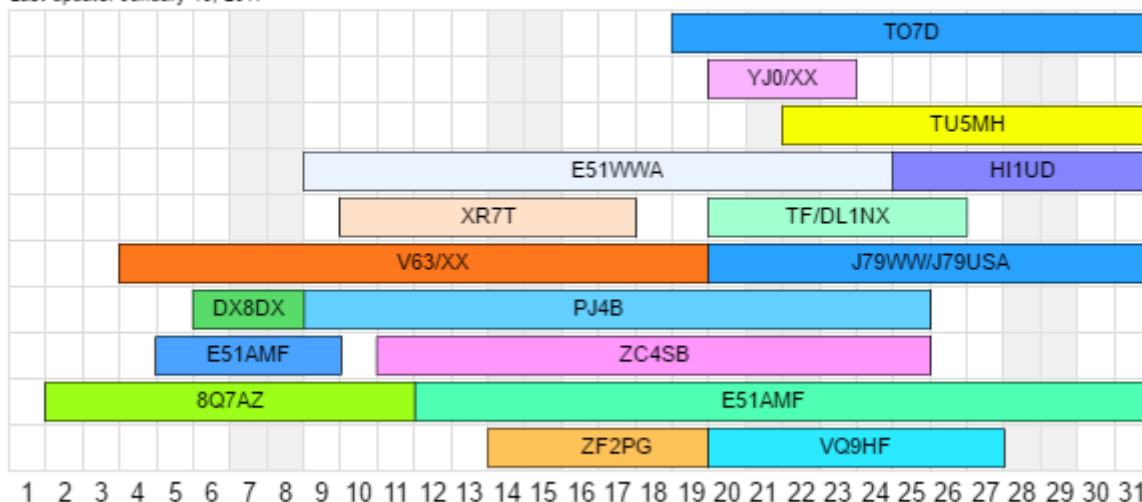 TO7D
YJ0/XX
TU5MH
E51WWA HI1UD
XR7T TF/DL1NX
V63/XX J79WW/J79USA
DX8DX PJ4B
E51AMF ZC4SB
8Q7AZ E51AMF
ZF2PG VQ9HF
1 2 3 4 5 6 7 8 9 10 11 12 13 14 15 16 17 18 19 20 21 22 23 24 25 26 27 28 29 30